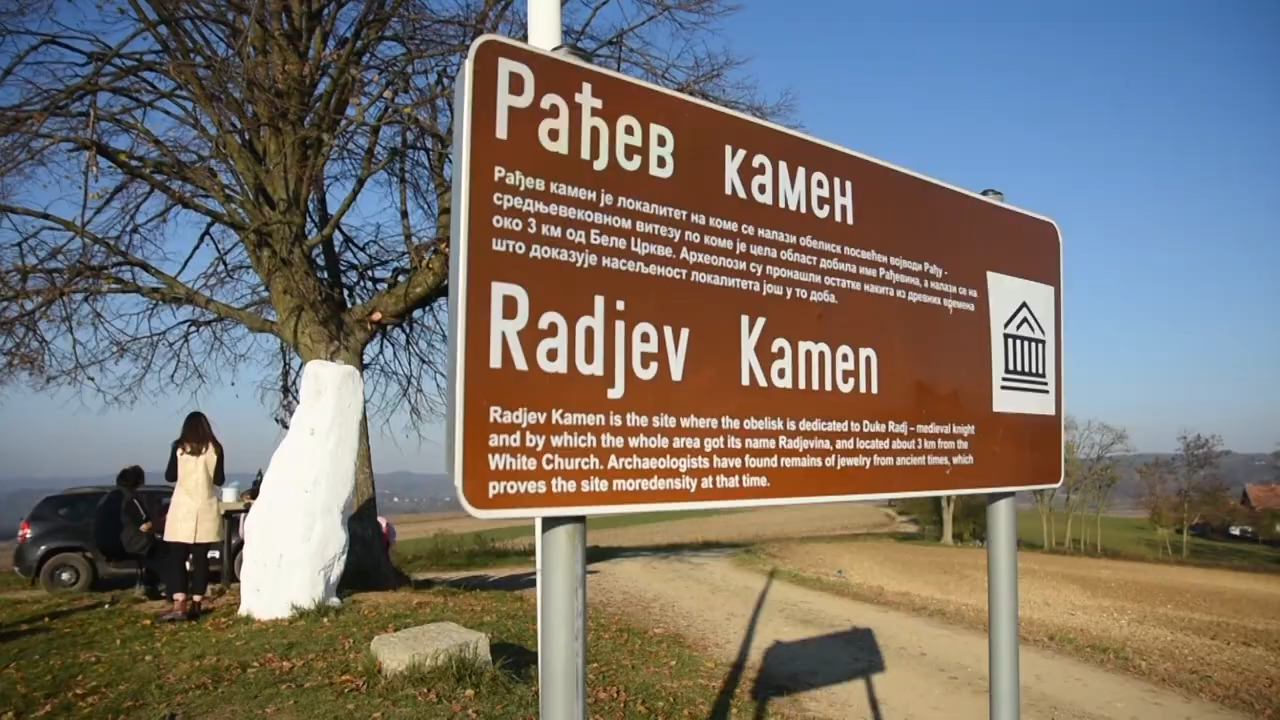 Рађев камен
Рађев камен је локалитет на коме се налази обелиск посвећен војводи Рађу -
средњевековном витезу по коме је цела област добила име Рађевина, а налази се на
око 3 км од Беле Цркве. Археолози су пронашли остатке накита из древних времена
што доказује насељеност локалитета још у то доба.
Radjev Kamen
Radjev Kamen is the site where the obelisk is dedicated to Duke Radj – medieval knight
and by which the whole area got its name Radjevina, and located about 3 km from the
White Church. Archaeologists have found remains of jewelry from ancient times, which
proves the site moredensity at that time.